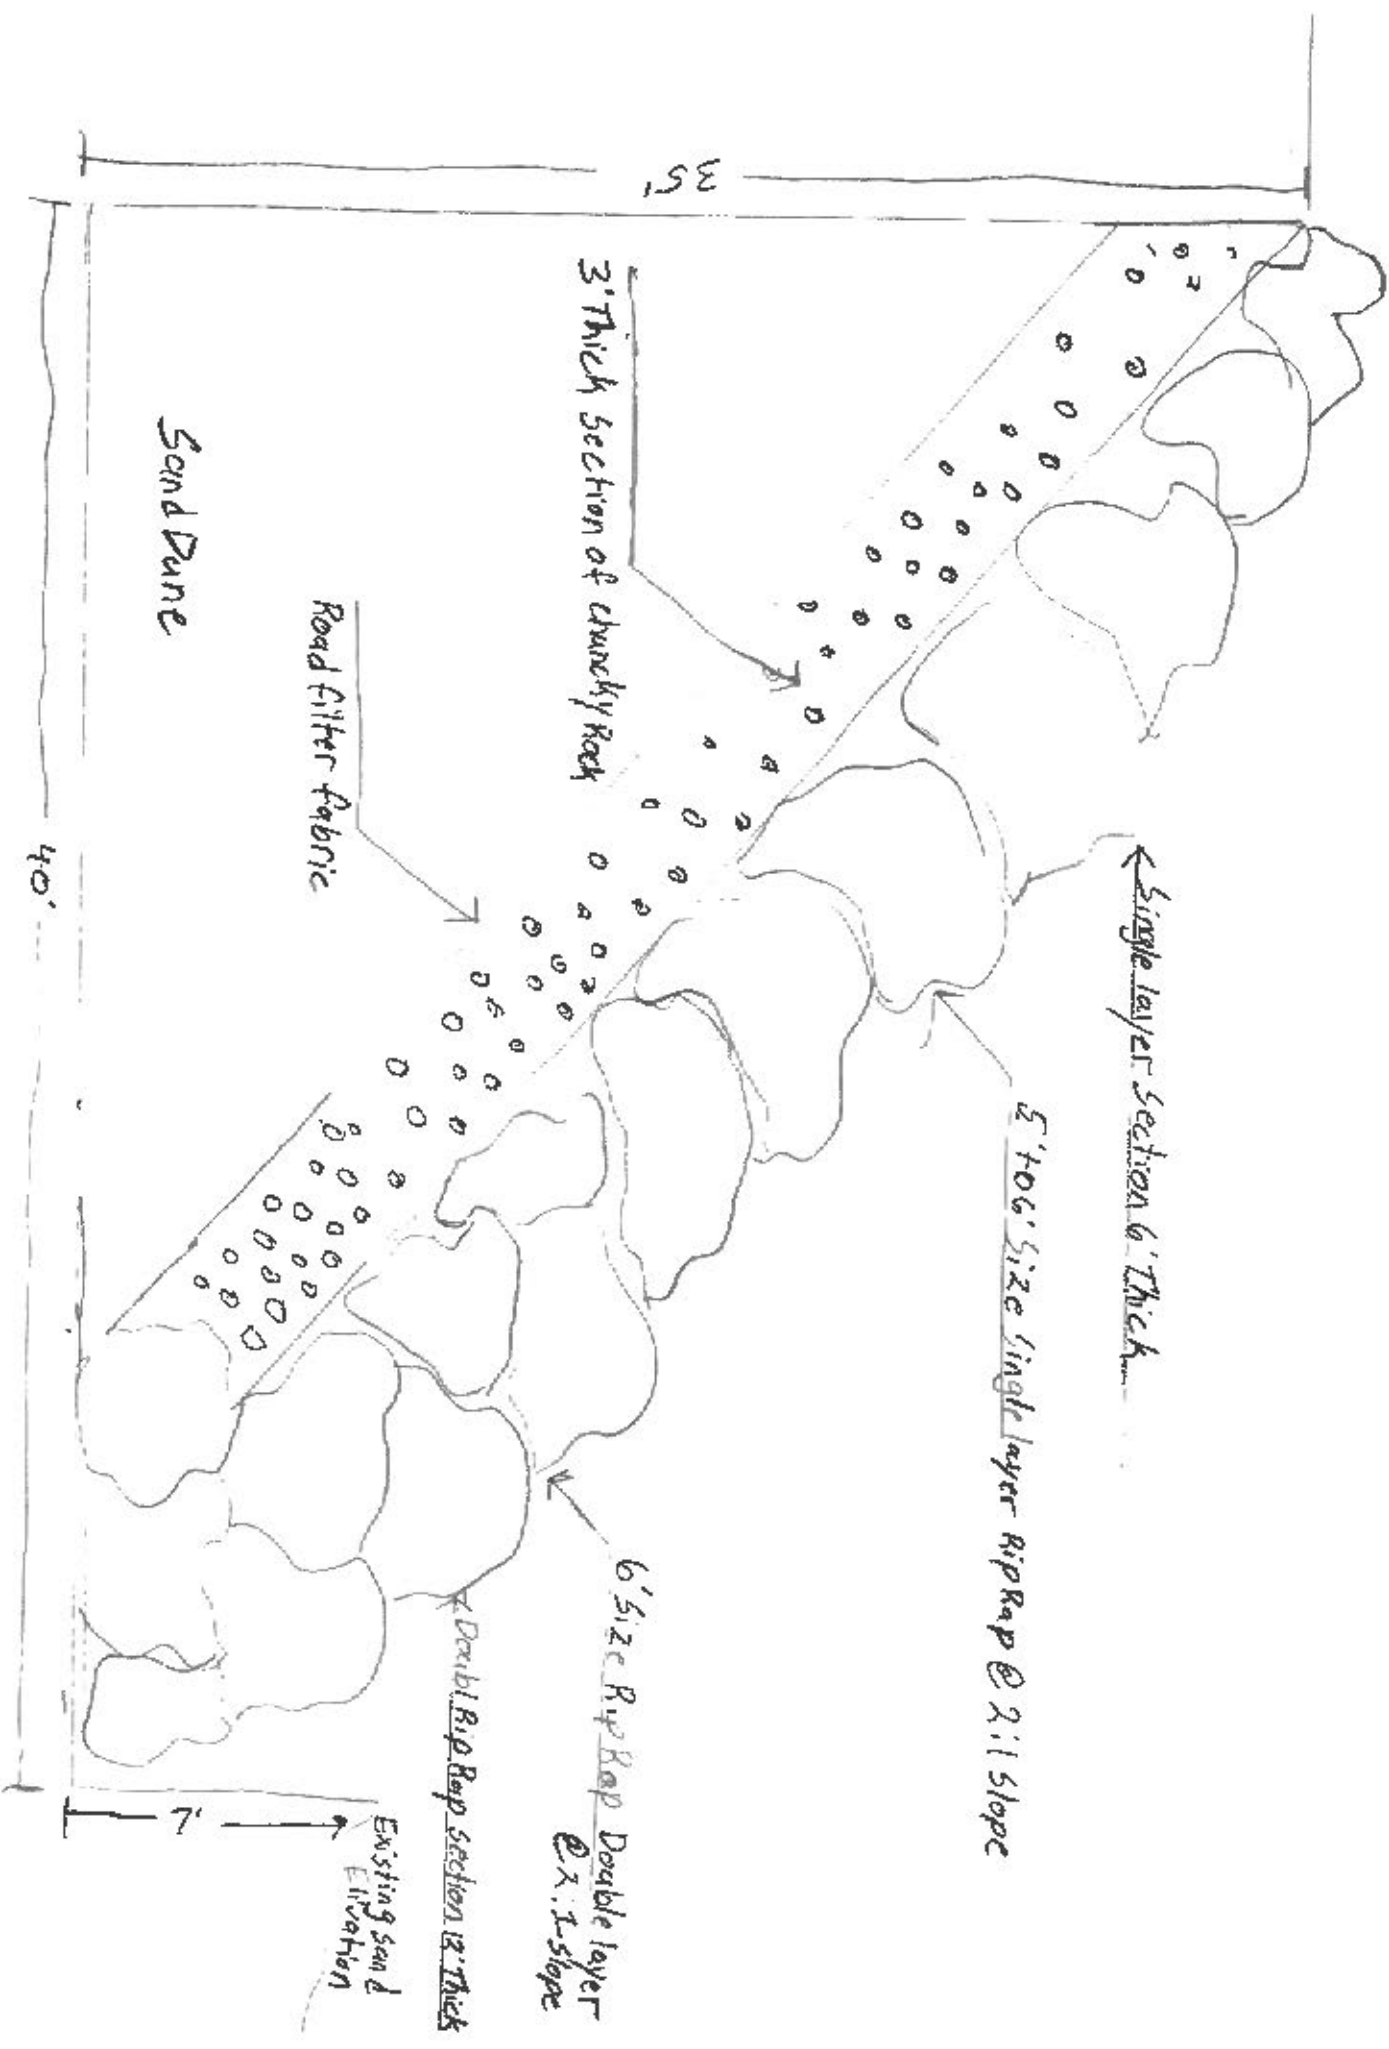 Single layer Section 6' Thick
5' to 6' Size Single layer Rip Rap @ 2:1 Slope
35'
3' Thick Section of chuncky Rock
6' Size Rip Rap Double layer
@ 2:1 slope
Doubl Rip Rap section 12' Thick
Road filter fabric
Existing sand
Elivation
Sand Dune
7'
40'